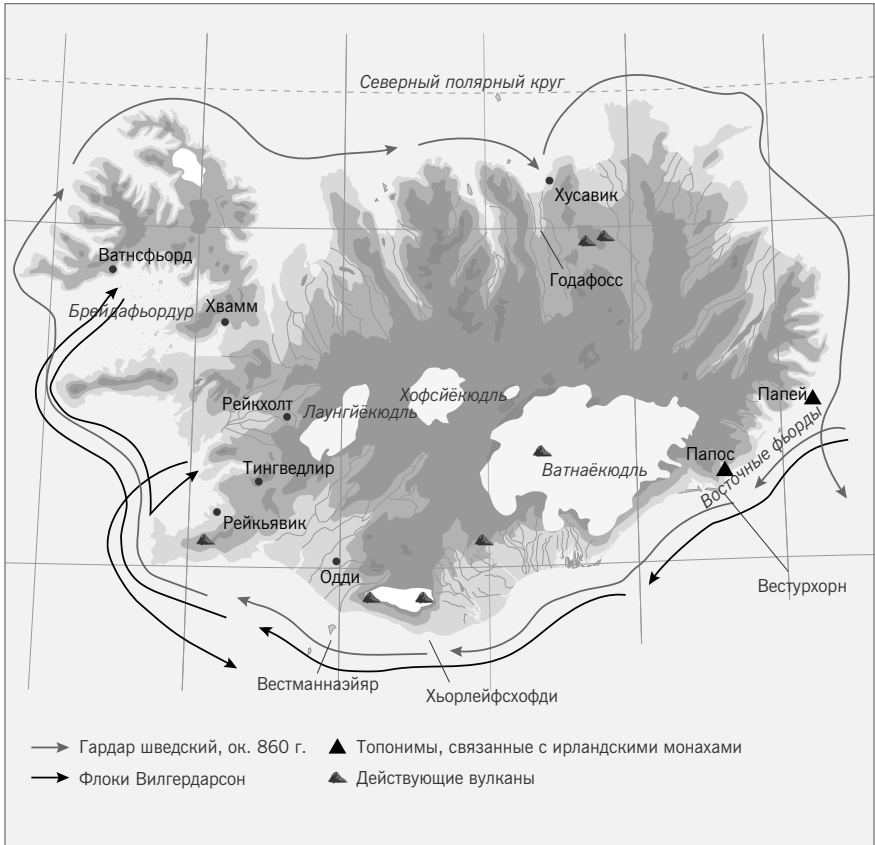 Северный полярный круг
Хусавик
Ватнсфьорд
Годафосс
Брейдафьордур
Хвамм
Хофсйёкюдль
Папей
Рейкхолт
Лаунгйёкюдль
Восточные фьорды
Тингведлир
Ватнаёкюдль
Папос
Рейкьявик
Одди
Вестурхорн
Вестманнаэйяр
Хьорлейфсхофди
Гардар шведский, ок. 860 г.
Топонимы, связанные с ирландскими монахами
Флоки Вилгердарсон
Действующие вулканы